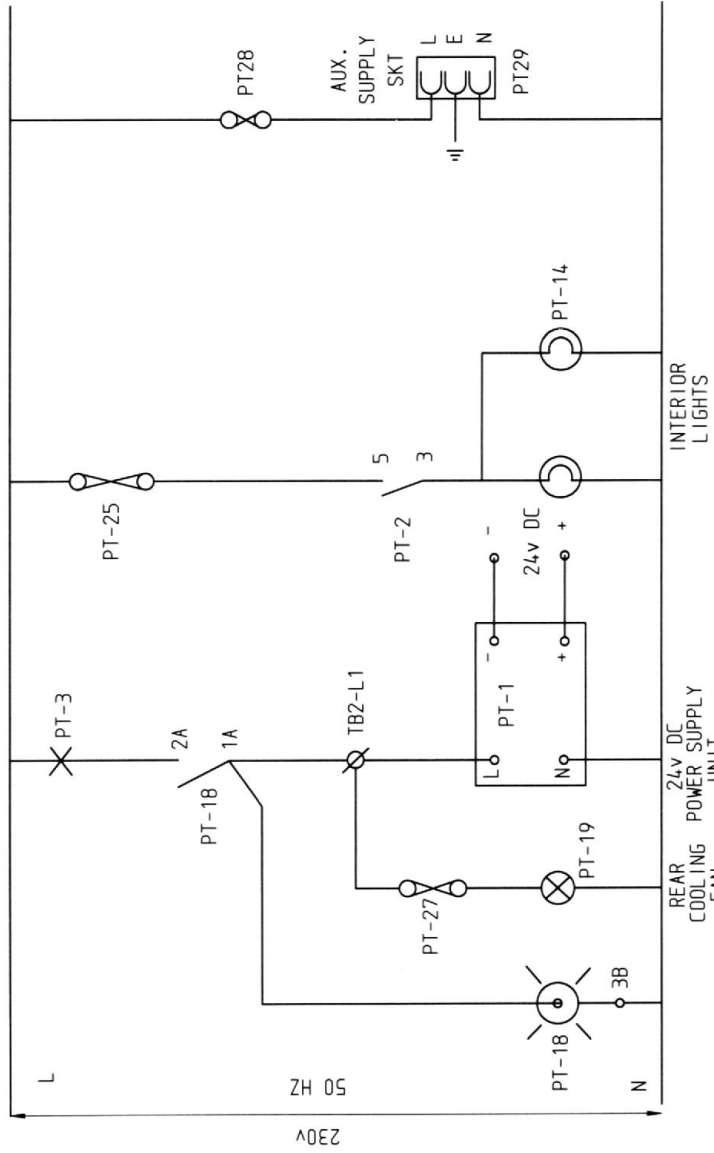 230v
50 HZ
L
N
PT-3
2A
PT-18
1A
TB2-L1
PT-27
PT-19
PT-18
3B
REAR
COOLING
FAN
L
N
PT-1
-
+
-
24v DC
+
24v DC
POWER SUPPLY
UNIT
PT-25
5
PT-2
3
PT-14
INTERIOR
LIGHTS
PT28
AUX.
SUPPLY
SKT
L
E
N
PT29